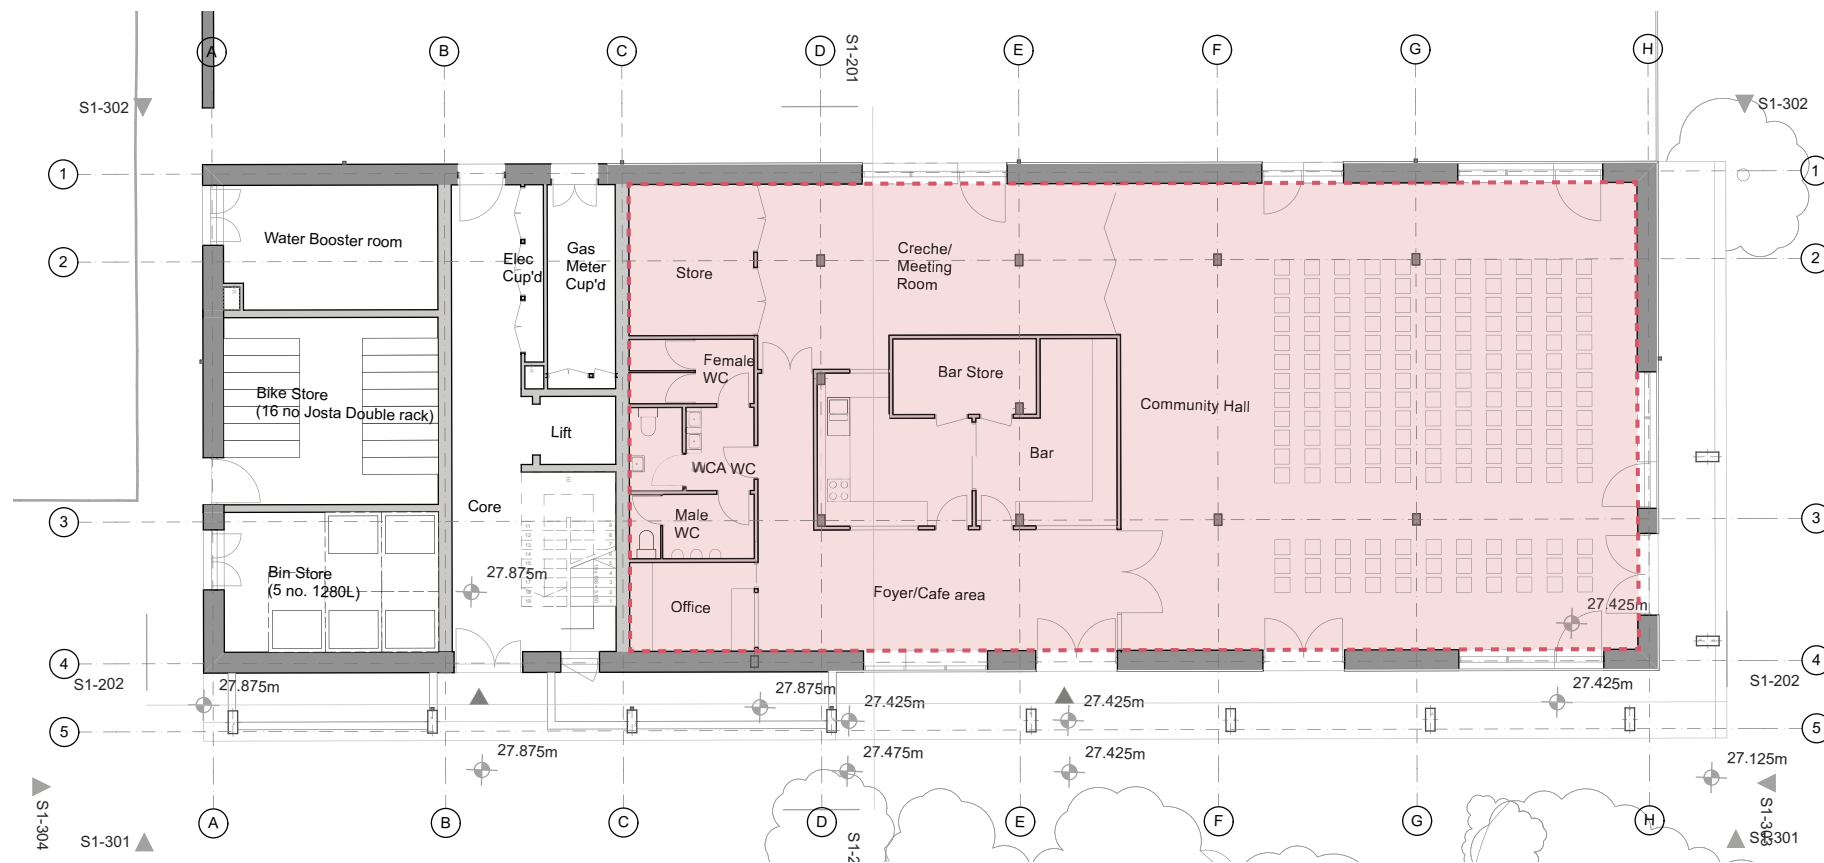 A
B
C
D
S1-201
E
F
G
H
S1-302
S1-302
1
1
Water Booster room
Elec
Cup'd
Gas
Meter
Cup'd
Store
Creche/
Meeting
Room
2
2
Female
WC
Bar Store
Bike Store
(16 no Josta Double rack)
Community Hall
Lift
Bar
WCA WC
Core
Male
WC
3
3
Bin Store
(5 no. 1280L)
27.875m
Office
Foyer/Cafe area
27.425m
4
4
S1-202
27.875m
27.875m
27.425m
27.425m
27.425m
S1-202
5
5
27.875m
27.475m
27.425m
27.125m
S1-304
S1-301
A
B
C
D
S1-2
E
F
G
H
S1-301